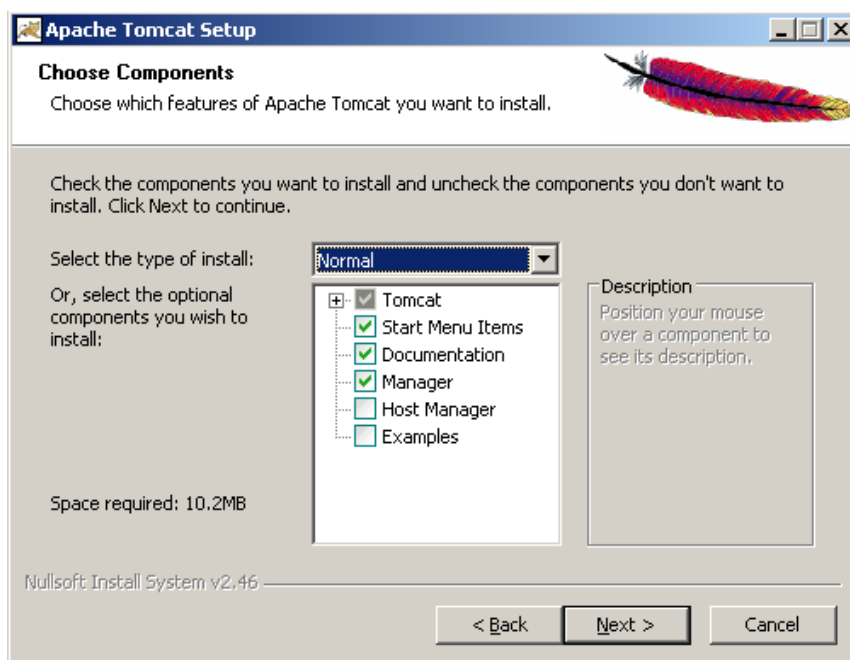 Apache Tomcat Setup
Choose Components
Choose which features of Apache Tomcat you want to install.
Check the components you want to install and uncheck the components you don't want to
install. Click Next to continue.
Select the type of install:
Normal
Or, select the optional
components you wish to
install:
Tomcat
Start Menu Items
Documentation
Manager
Host Manager
Examples
Description
Position your mouse
over a component to
see its description.
Space required: 10.2MB
Nullsoft Install System v2.46
< Back
Next >
Cancel